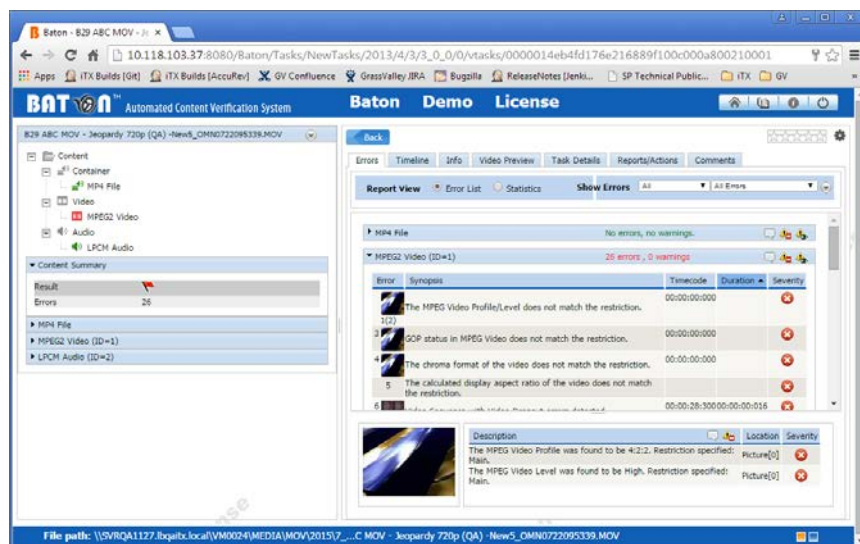 Baton - B29 ABC MOV - Je
10.118.103.37:8080/Baton/Tasks/NewTasks/2013/4/3/3_0_0/0/vtasks/0000014eb4fd176e216889f100c000a800210001
Apps iTX Builds [Git] iTX Builds [AccuRev] GV Confluence GrassValley JIRA Bugzilla ReleaseNotes [Jenki... SP Technical Public... iTX GV
BATON™ Automated Content Verification System Baton Demo License
B29 ABC MOV - Jeopardy 720p (QA) -New5_OMN0722095339.MOV
Content
Container
MP4 File
Video
MPEG2 Video
Audio
LPCM Audio
Content Summary
Result
Errors 26
MP4 File
MPEG2 Video (ID=1)
LPCM Audio (ID=2)
Back
Errors Timeline Info Video Preview Task Details Reports/Actions Comments
Report View Error List Statistics Show Errors All All Errors
MP4 File No errors, no warnings.
MPEG2 Video (ID=1) 26 errors , 0 warnings
Error Synopsis Timecode Duration Severity
1(2) The MPEG Video Profile/Level does not match the restriction. 00:00:00:000
3 GOP status in MPEG Video does not match the restriction. 00:00:00:000
4 The chroma format of the video does not match the restriction. 00:00:00:000
5 The calculated display aspect ratio of the video does not match
the restriction.
6 00:00:28:300 00:00:00:016
Description Location Severity
The MPEG Video Profile was found to be 4:2:2. Restriction specified: Picture[0]
Main.
The MPEG Video Level was found to be High. Restriction specified: Picture[0]
Main.
File path: \\SVRQA1127.lbqaitx.local\VM0024\MEDIA\MOV\2015\7_...C MOV - Jeopardy 720p (QA) -New5_OMN0722095339.MOV